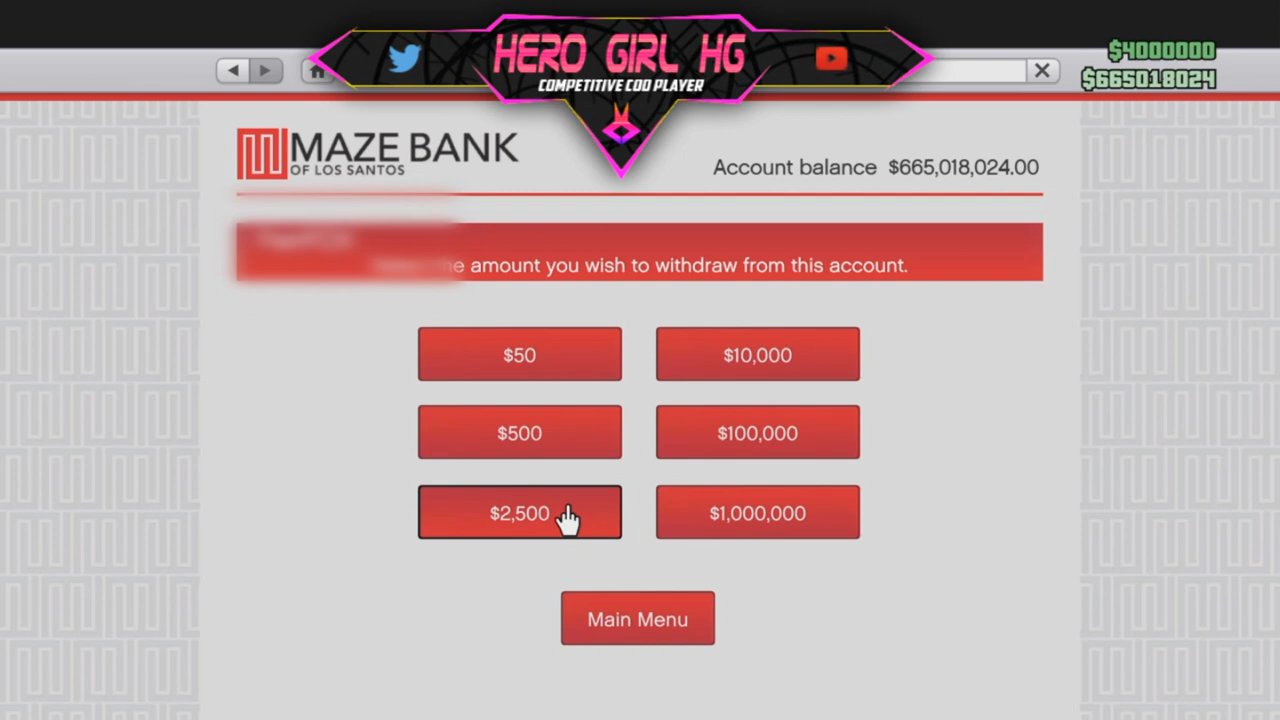 HERO GIRL HG
COMPETITIVE COD PLAYER
$4000000
$665018024
MAZE BANK
OF LOS SANTOS
Account balance $665,018,024.00
the amount you wish to withdraw from this account.
$50
$10,000
$500
$100,000
$2,500
$1,000,000
Main Menu